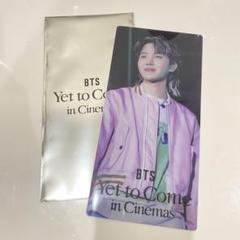 BTS
Yet to Come
in Cinemas
BTS
Yet to Come
in Cinemas